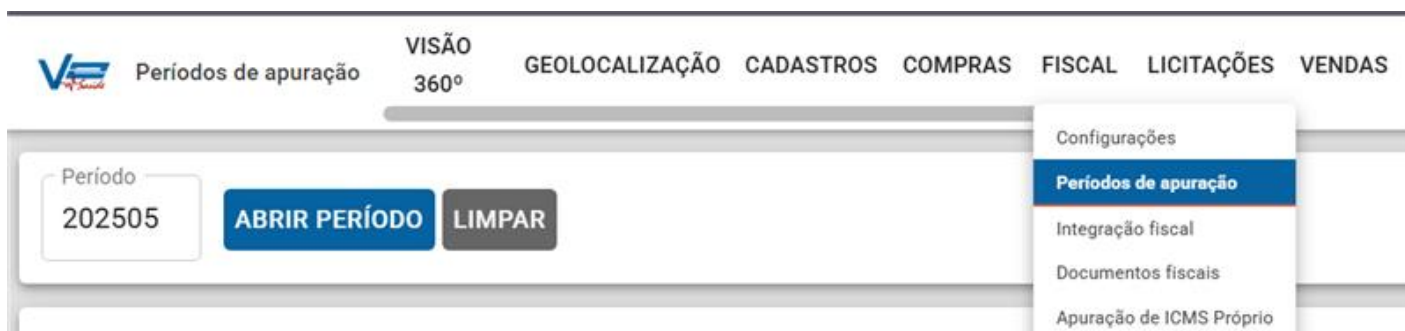 Períodos de apuração
VISÃO
360º
GEOLOCALIZAÇÃO CADASTROS COMPRAS FISCAL LICITAÇÕES VENDAS
Configurações
Períodos de apuração
Integração fiscal
Documentos fiscais
Apuração de ICMS Próprio
Período
202505
ABRIR PERÍODO LIMPAR